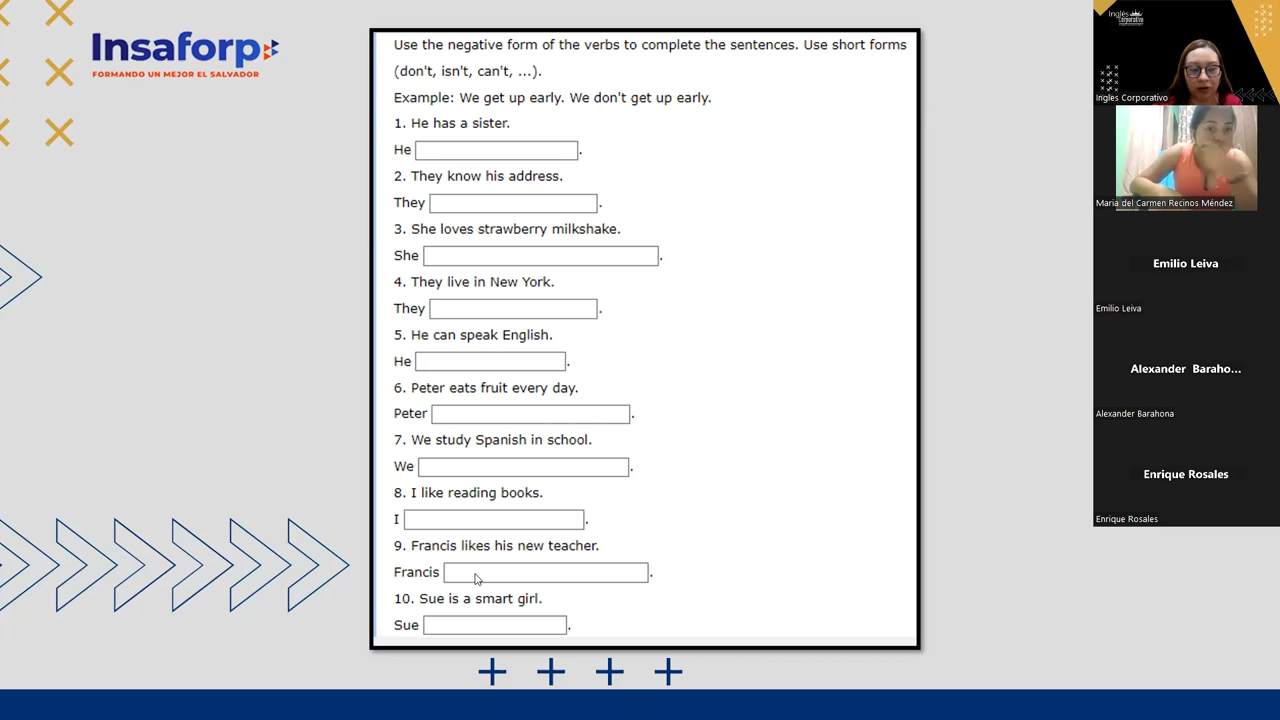 Insaforp
FORMANDO UN MEJOR EL SALVADOR
Use the negative form of the verbs to complete the sentences. Use short forms
(don't, isn't, can't, ...).
Example: We get up early. We don't get up early.
1. He has a sister.
He .
2. They know his address.
They .
3. She loves strawberry milkshake.
She .
4. They live in New York.
They .
5. He can speak English.
He .
6. Peter eats fruit every day.
Peter .
7. We study Spanish in school.
We .
8. I like reading books.
I .
9. Francis likes his new teacher.
Francis .
10. Sue is a smart girl.
Sue .
Inglés
Corporativo
Ingles Corporativo
Maria del Carmen Recinos Méndez
Emilio Leiva
Emilio Leiva
Alexander Baraho...
Alexander Barahona
Enrique Rosales
Enrique Rosales